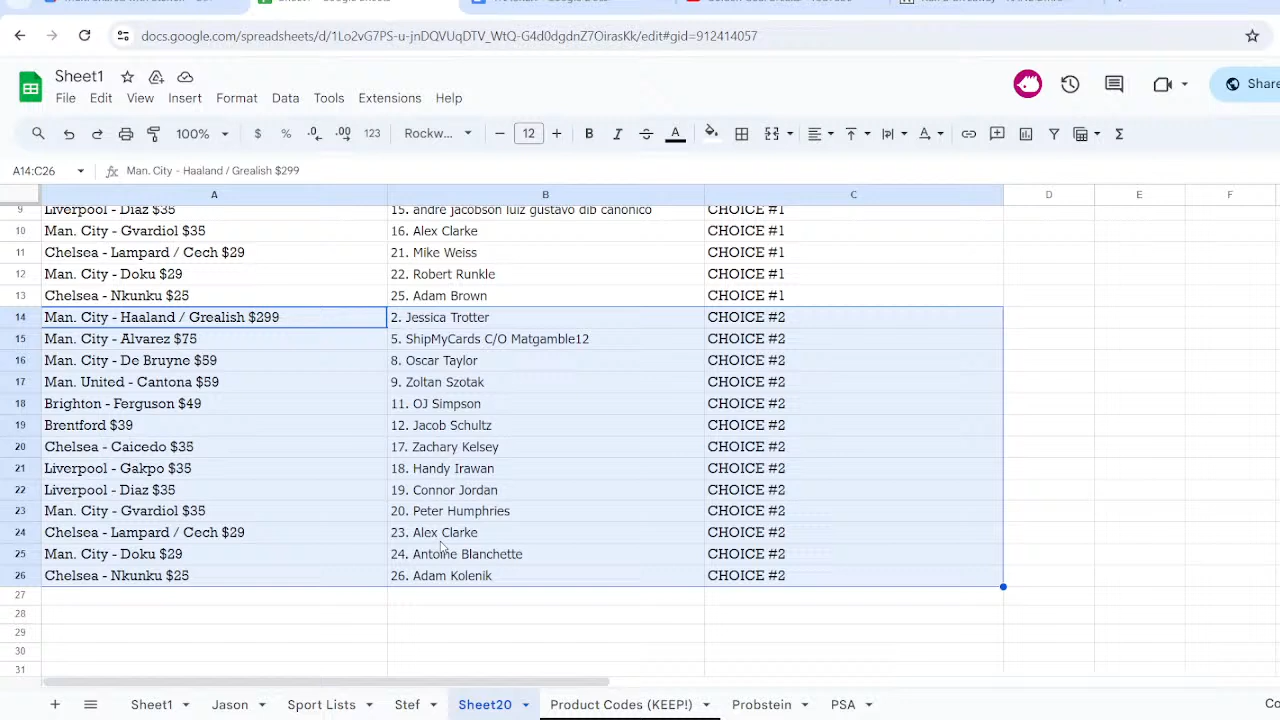 docs.google.com/spreadsheets/d/1Lo2vG7PS-u-jnDQVUqDTV_WtQ-G4d0dgdnZ7OirasKk/edit#gid=912414057
Sheet1
File Edit View Insert Format Data Tools Extensions Help
Share
100% $ % .0 .00 123 Rockw... 12 B I A
A14:C26 fx Man. City - Haaland / Grealish $299
A B C D E F
9 Liverpool - Diaz $35 15. andre jacobson luiz gustavo dib canonico CHOICE #1
10 Man. City - Gvardiol $35 16. Alex Clarke CHOICE #1
11 Chelsea - Lampard / Cech $29 21. Mike Weiss CHOICE #1
12 Man. City - Doku $29 22. Robert Runkle CHOICE #1
13 Chelsea - Nkunku $25 25. Adam Brown CHOICE #1
14 Man. City - Haaland / Grealish $299 2. Jessica Trotter CHOICE #2
15 Man. City - Alvarez $75 5. ShipMyCards C/O Matgamble12 CHOICE #2
16 Man. City - De Bruyne $59 8. Oscar Taylor CHOICE #2
17 Man. United - Cantona $59 9. Zoltan Szotak CHOICE #2
18 Brighton - Ferguson $49 11. OJ Simpson CHOICE #2
19 Brentford $39 12. Jacob Schultz CHOICE #2
20 Chelsea - Caicedo $35 17. Zachary Kelsey CHOICE #2
21 Liverpool - Gakpo $35 18. Handy Irawan CHOICE #2
22 Liverpool - Diaz $35 19. Connor Jordan CHOICE #2
23 Man. City - Gvardiol $35 20. Peter Humphries CHOICE #2
24 Chelsea - Lampard / Cech $29 23. Alex Clarke CHOICE #2
25 Man. City - Doku $29 24. Antoine Blanchette CHOICE #2
26 Chelsea - Nkunku $25 26. Adam Kolenik CHOICE #2
27
28
29
30
31
Sheet1 Jason Sport Lists Stef Sheet20 Product Codes (KEEP!) Probstein PSA